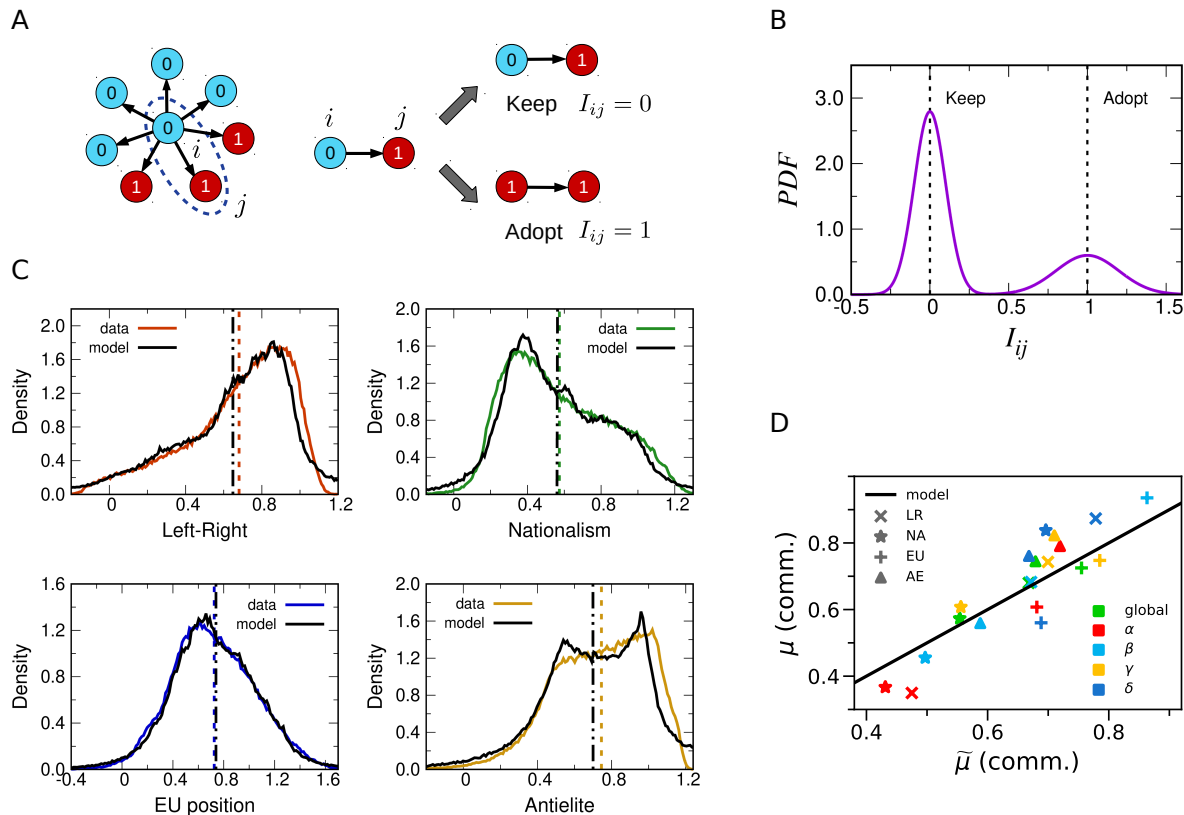 A
0
0
0
0
0
0
1
1
1
i
j
i
j
0
1
0
1
Keep I_{ij} = 0
1
1
Adopt I_{ij} = 1
B
Keep
Adopt
PDF
3.0
2.0
1.0
0.0
-0.5
0
0.5
1
1.5
I_{ij}
C
data
model
Density
2.0
1.6
1.2
0.8
0.4
0.0
0
0.4
0.8
1.2
Left-Right
data
model
Density
2.0
1.6
1.2
0.8
0.4
0.0
0
0.4
0.8
1.2
Nationalism
data
model
Density
1.6
1.2
0.8
0.4
0.0
-0.4
0
0.4
0.8
1.2
1.6
EU position
data
model
Density
2.0
1.6
1.2
0.8
0.4
0.0
0
0.4
0.8
1.2
Antielite
D
model
LR
NA
EU
AE
global
α
β
γ
δ
μ (comm.)
0.8
0.6
0.4
0.4
0.6
0.8
μ̃ (comm.)